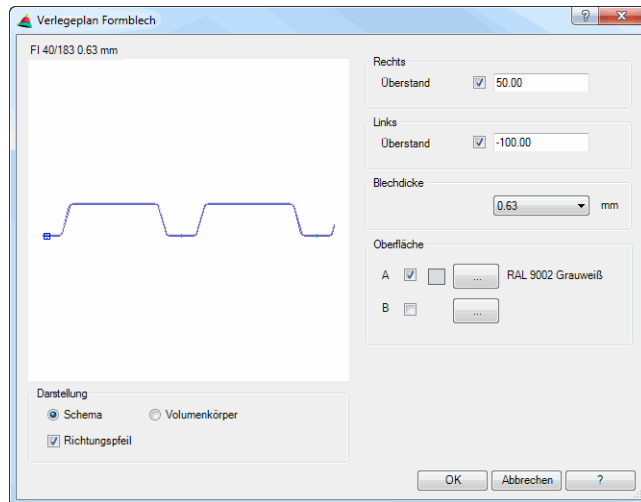 Verlegeplan Formblech
FI 40/183 0.63 mm
Rechts
Überstand 50.00
Links
Überstand -100.00
Blechdicke
0.63 mm
Oberfläche
A ... RAL 9002 Grauweiß
B ...
Darstellung
Schema Volumenkörper
Richtungspfeil
OK Abbrechen ?